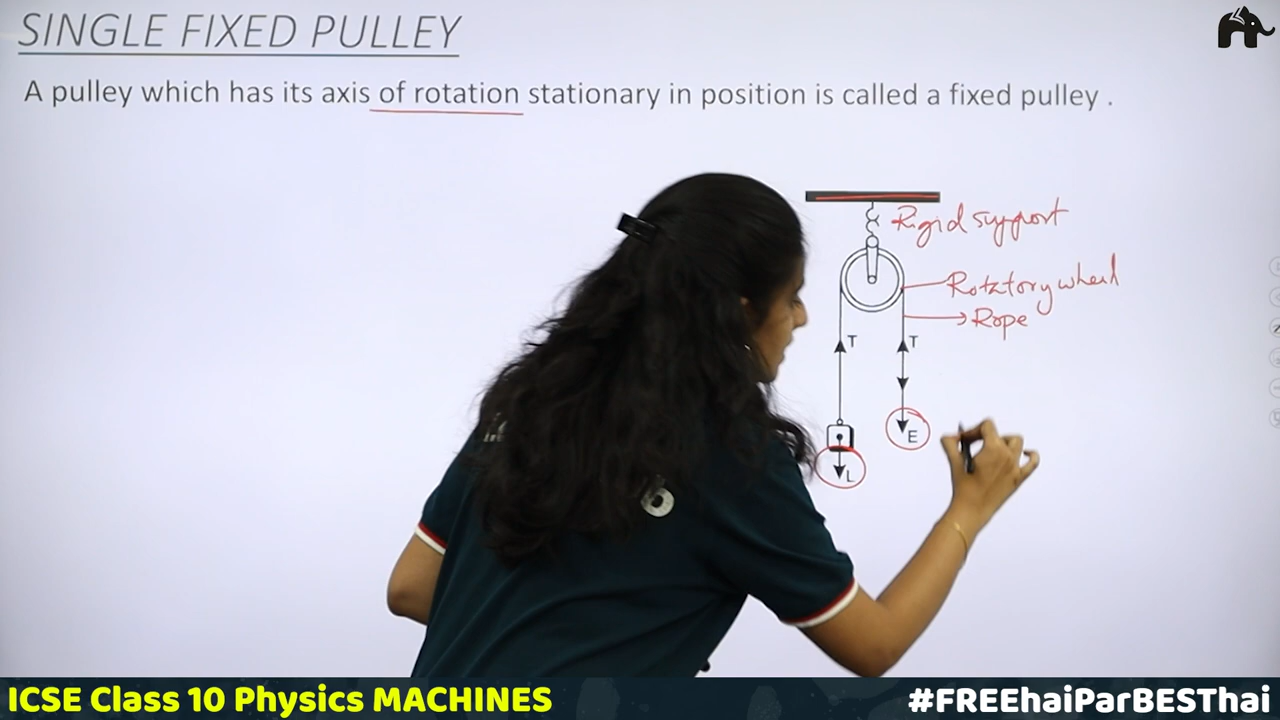 SINGLE FIXED PULLEY
A pulley which has its axis of rotation stationary in position is called a fixed pulley .
Rigid support
Rotatory wheel
Rope
T
T
E
L
6
ICSE Class 10 Physics MACHINES
#FREEhaiParBESThai